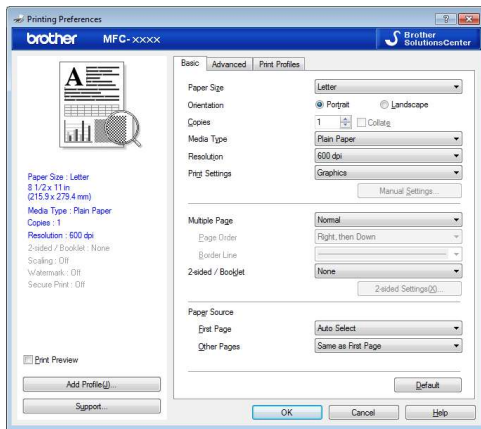 Printing Preferences
brother MFC-xxxx
Brother
SolutionsCenter
Basic Advanced Print Profiles
A
Paper Size : Letter
8 1/2 x 11 in
(215.9 x 279.4 mm)
Media Type : Plain Paper
Copies : 1
Resolution : 600 dpi
2-sided / Booklet : None
Scaling : Off
Watermark : Off
Secure Print : Off
Print Preview
Add Profile(J)...
Support...
Paper Size Letter
Orientation Portrait Landscape
Copies 1 Collate
Media Type Plain Paper
Resolution 600 dpi
Print Settings Graphics
Manual Settings...
Multiple Page Normal
Page Order Right, then Down
Border Line
2-sided / Booklet None
2-sided Settings(X)...
Paper Source
First Page Auto Select
Other Pages Same as First Page
Default
OK Cancel Help